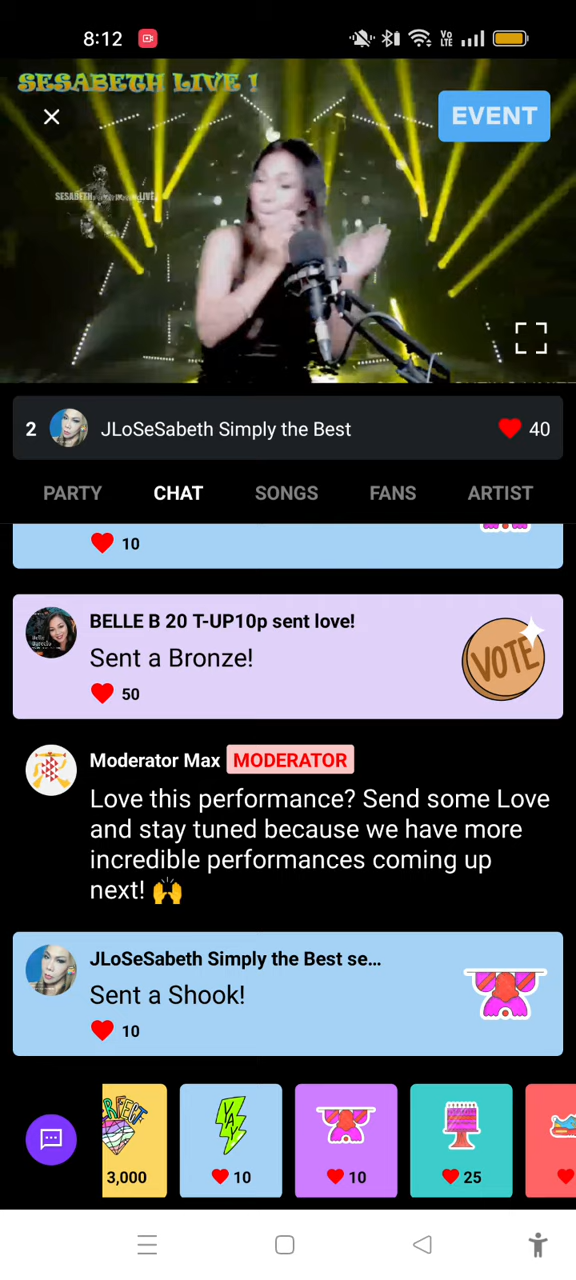 8:12
Vo
LTE
SESABETH LIVE !
EVENT
2 JLoSeSabeth Simply the Best 40
PARTY CHAT SONGS FANS ARTIST
10
BELLE B 20 T-UP10p sent love!
Sent a Bronze!
50
VOTE
Moderator Max MODERATOR
Love this performance? Send some Love
and stay tuned because we have more
incredible performances coming up
next! 🙌
JLoSeSabeth Simply the Best se...
Sent a Shook!
10
YAY
3,000 10 10 25